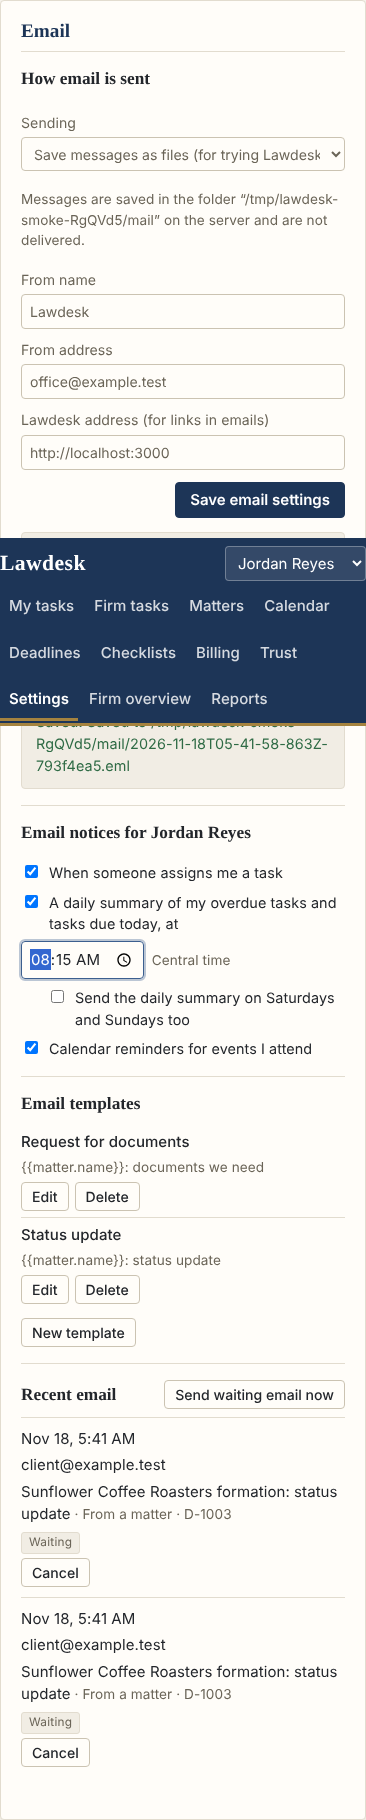 Email
How email is sent
Sending
Save messages as files (for trying Lawdesk
Messages are saved in the folder “/tmp/lawdesk-
smoke-RgQVd5/mail” on the server and are not
delivered.
From name
Lawdesk
From address
office@example.test
Lawdesk address (for links in emails)
http://localhost:3000
Save email settings
Lawdesk
Jordan Reyes
My tasks Firm tasks Matters Calendar
Deadlines Checklists Billing Trust
Settings Firm overview Reports
RgQVd5/mail/2026-11-18T05-41-58-863Z-
793f4ea5.eml
Email notices for Jordan Reyes
When someone assigns me a task
A daily summary of my overdue tasks and
tasks due today, at
08:15 AM Central time
Send the daily summary on Saturdays
and Sundays too
Calendar reminders for events I attend
Email templates
Request for documents
{{matter.name}}: documents we need
Edit Delete
Status update
{{matter.name}}: status update
Edit Delete
New template
Recent email Send waiting email now
Nov 18, 5:41 AM
client@example.test
Sunflower Coffee Roasters formation: status
update · From a matter · D-1003
Waiting
Cancel
Nov 18, 5:41 AM
client@example.test
Sunflower Coffee Roasters formation: status
update · From a matter · D-1003
Waiting
Cancel